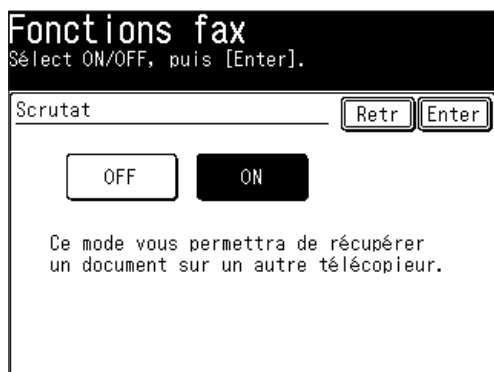 Fonctions fax
Sélect ON/OFF, puis [Enter].
Scrutat Retr Enter
OFF ON
Ce mode vous permettra de récupérer
un document sur un autre télécopieur.